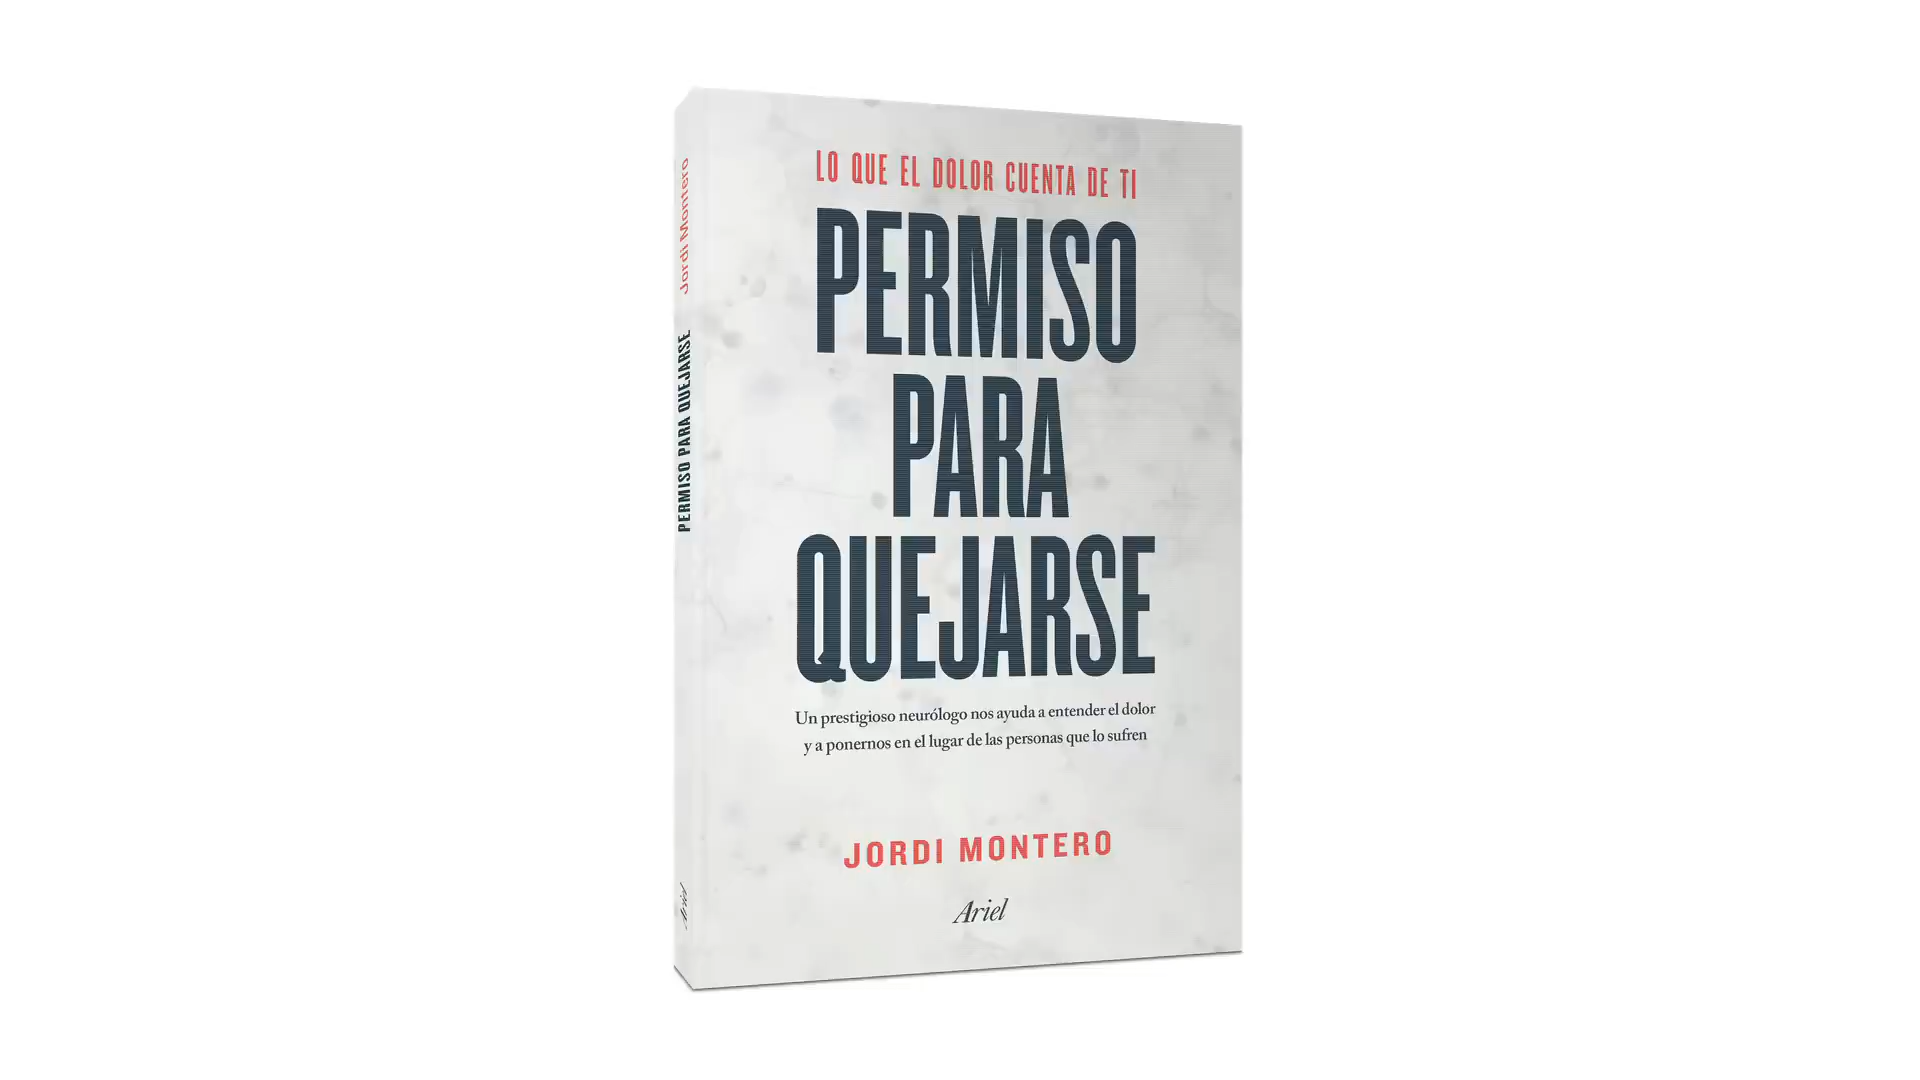 LO QUE EL DOLOR CUENTA DE TI
PERMISO
PARA
QUEJARSE
Un prestigioso neurólogo nos ayuda a entender el dolor
y a ponernos en el lugar de las personas que lo sufren
JORDI MONTERO
Ariel
Jordi Montero
PERMISO PARA QUEJARSE
Ariel